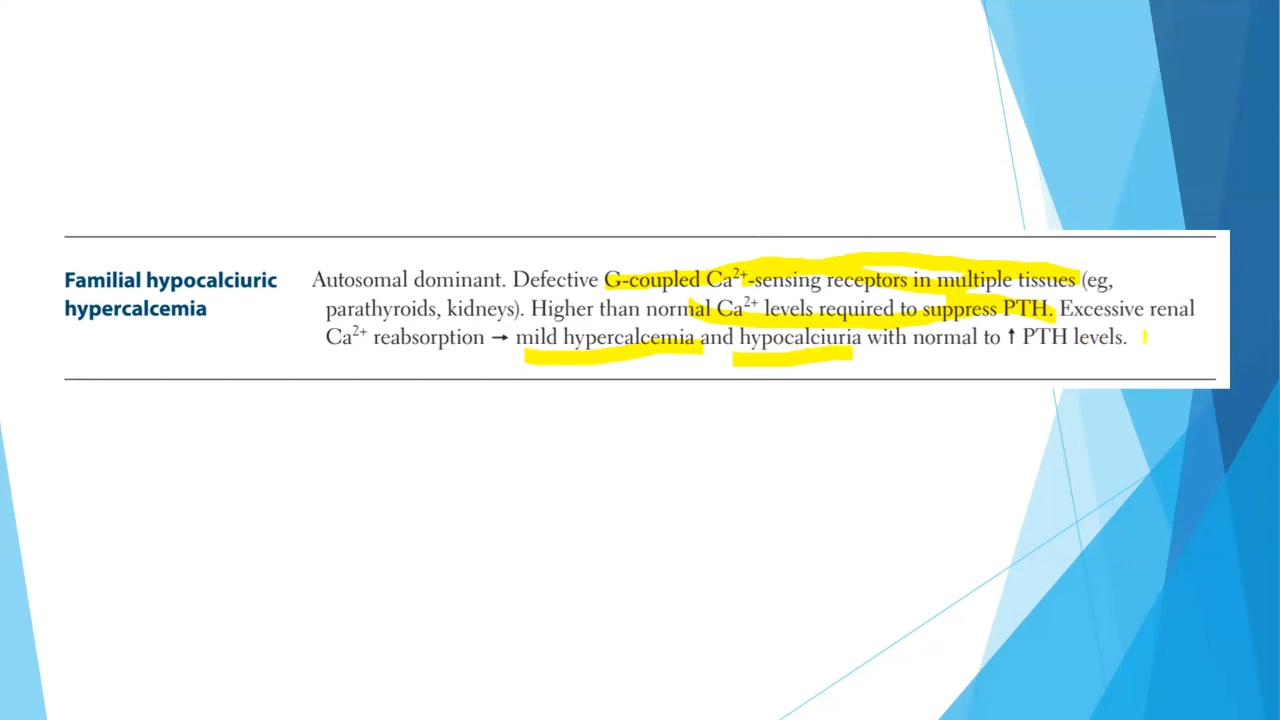 Familial hypocalciuric
hypercalcemia
Autosomal dominant. Defective G-coupled Ca²⁺-sensing receptors in multiple tissues (eg,
parathyroids, kidneys). Higher than normal Ca²⁺ levels required to suppress PTH. Excessive renal
Ca²⁺ reabsorption → mild hypercalcemia and hypocalciuria with normal to ↑ PTH levels.